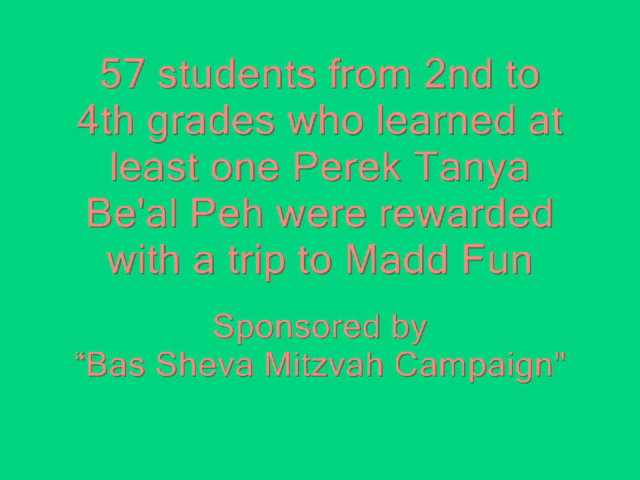 57 students from 2nd to
4th grades who learned at
least one Perek Tanya
Be'al Peh were rewarded
with a trip to Madd Fun
Sponsored by
“Bas Sheva Mitzvah Campaign"